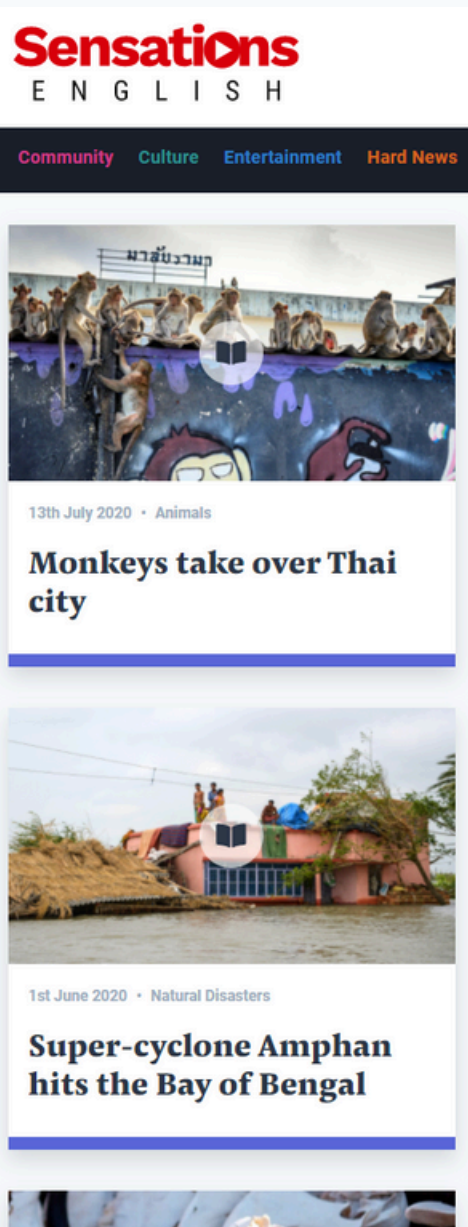 Sensations
ENGLISH
Community Culture Entertainment Hard News
13th July 2020 • Animals
Monkeys take over Thai
city
1st June 2020 • Natural Disasters
Super-cyclone Amphan
hits the Bay of Bengal